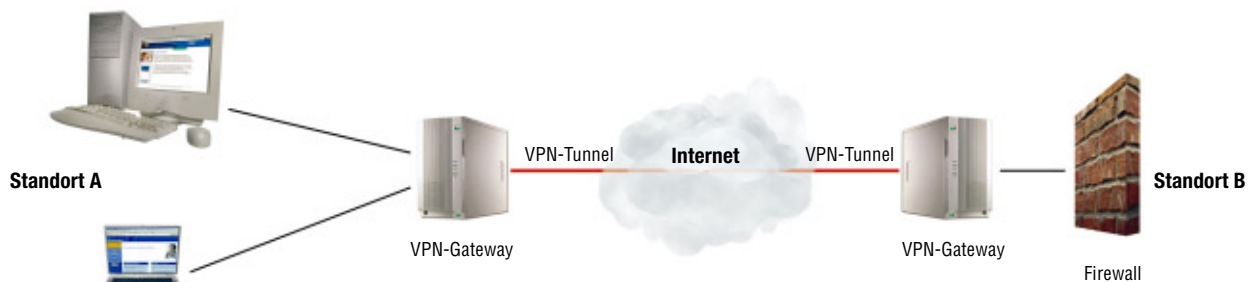 Standort A
VPN-Gateway
VPN-Tunnel
Internet
VPN-Tunnel
VPN-Gateway
Firewall
Standort B